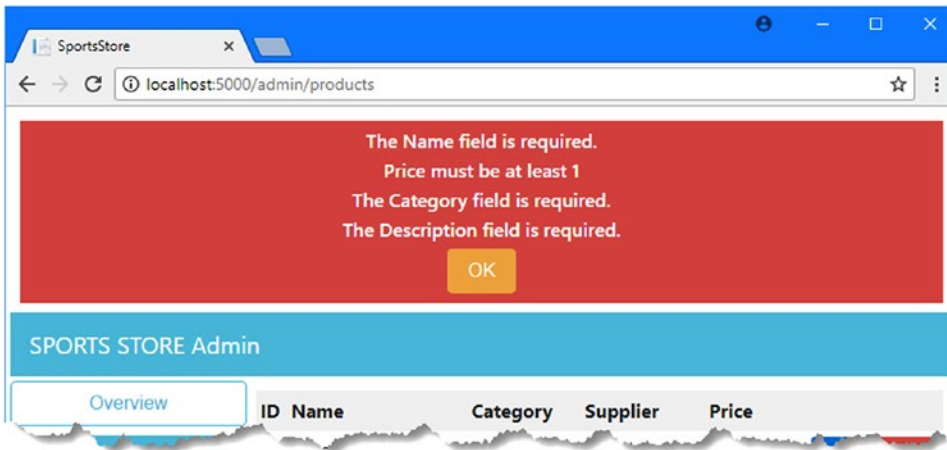 SportsStore
localhost:5000/admin/products
The Name field is required.
Price must be at least 1
The Category field is required.
The Description field is required.
OK
SPORTS STORE Admin
Overview
ID Name Category Supplier Price